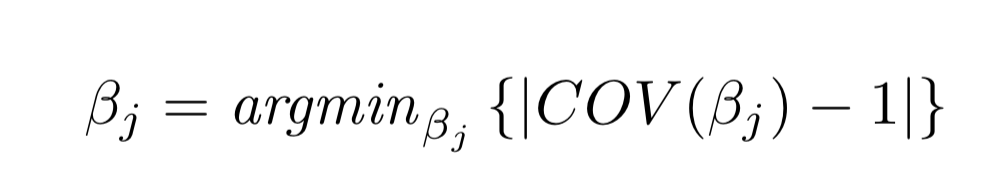 β_j = argmin_{β_j} {|COV(β_j) − 1|}